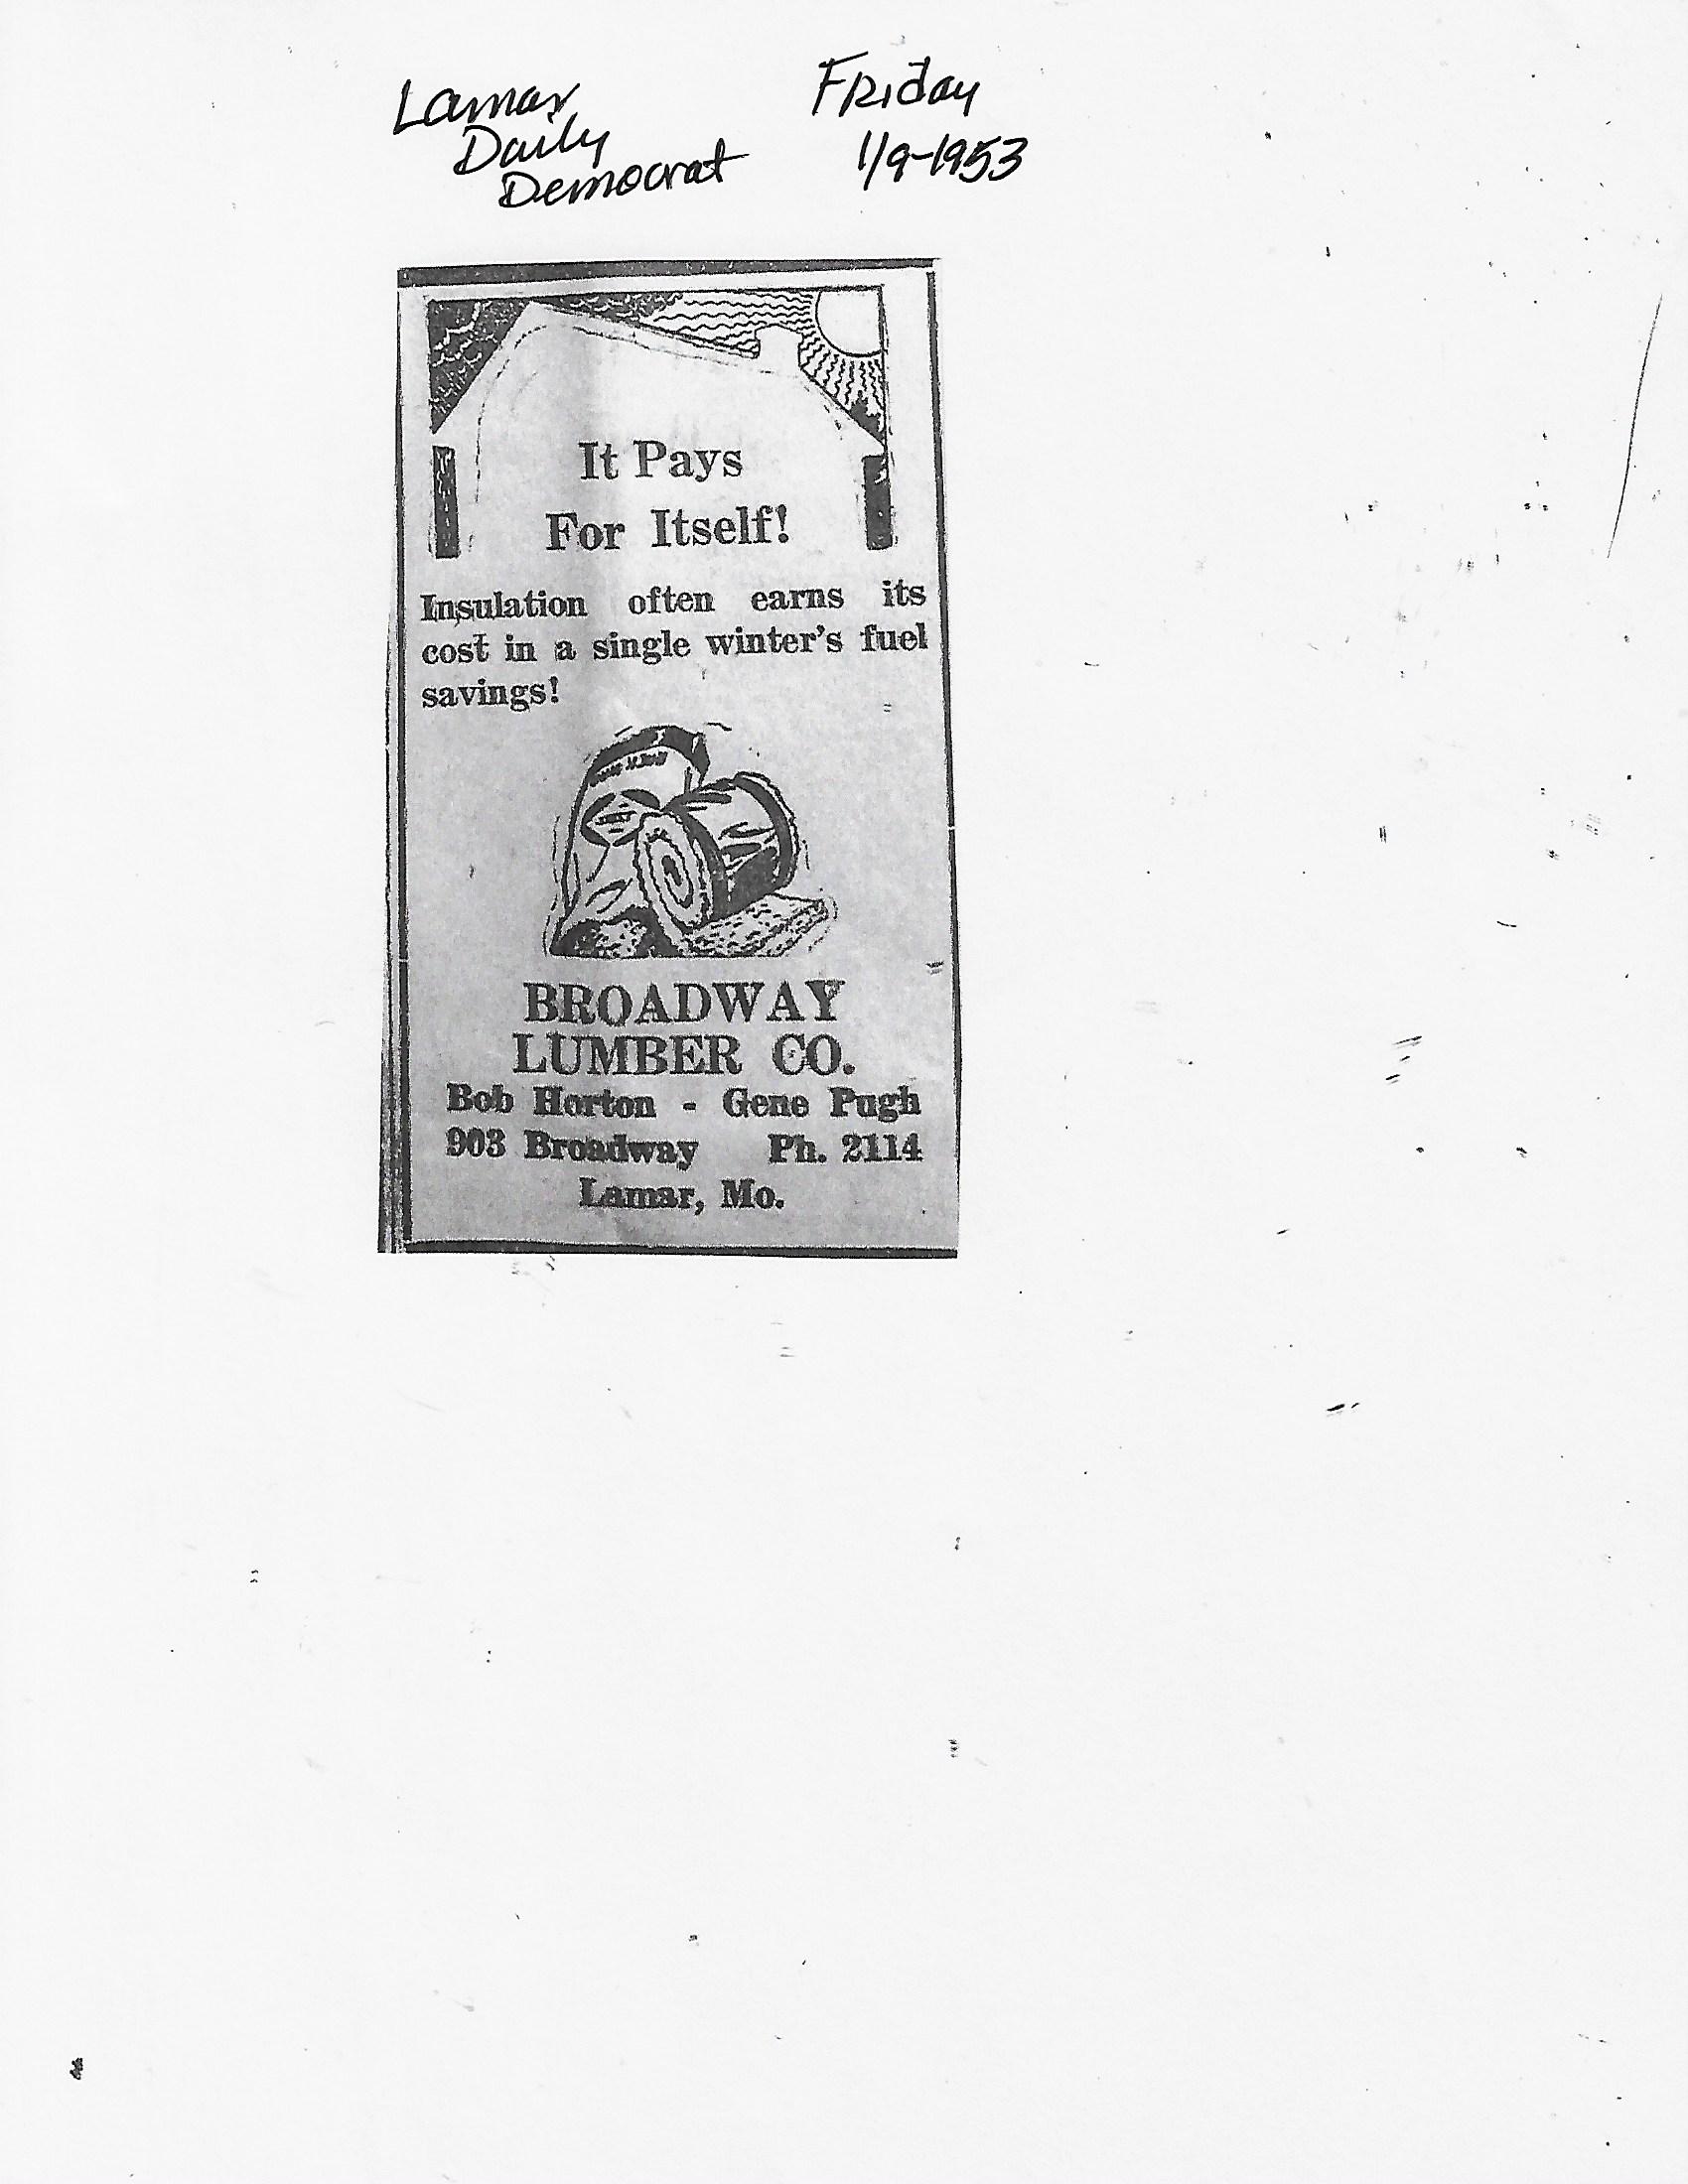 Lamar
Daily
Democrat
Friday
1/9-1953
It Pays
For Itself!
Insulation often earns its
cost in a single winter's fuel
savings!
BROADWAY
LUMBER CO.
Bob Horton - Gene Pugh
903 Broadway Ph. 2114
Lamar, Mo.